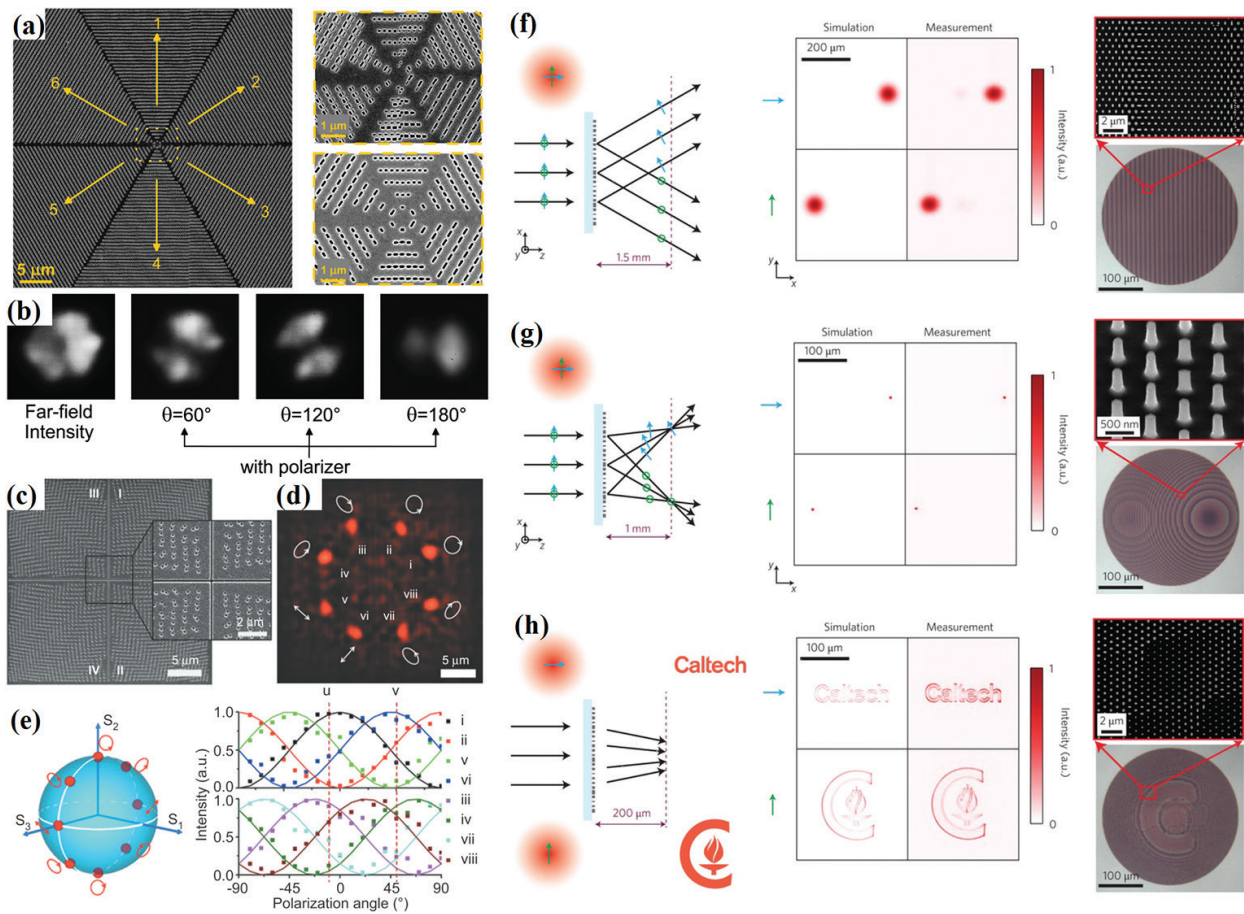 (a)
1
2
3
4
5
6
5 μm
1 μm
1 μm
(b)
Far-field
Intensity
θ=60°
θ=120°
θ=180°
with polarizer
(c)
III
I
IV
II
2 μm
5 μm
(d)
iii
ii
iv
i
v
viii
vi
vii
5 μm
(e)
S2
S3
S1
u
v
1.0
0.5
0
1.0
0.5
0
Intensity (a.u.)
-90
-45
0
45
90
Polarization angle (°)
i
ii
v
vi
iii
iv
vii
viii
(f)
x
y
z
1.5 mm
Simulation
Measurement
200 μm
y
x
1
0
Intensity (a.u.)
2 μm
100 μm
(g)
x
y
z
1 mm
Simulation
Measurement
100 μm
y
x
1
0
Intensity (a.u.)
500 nm
100 μm
(h)
Caltech
200 μm
C
Simulation
Measurement
100 μm
Caltech
Caltech
C
C
1
0
Intensity (a.u.)
2 μm
100 μm